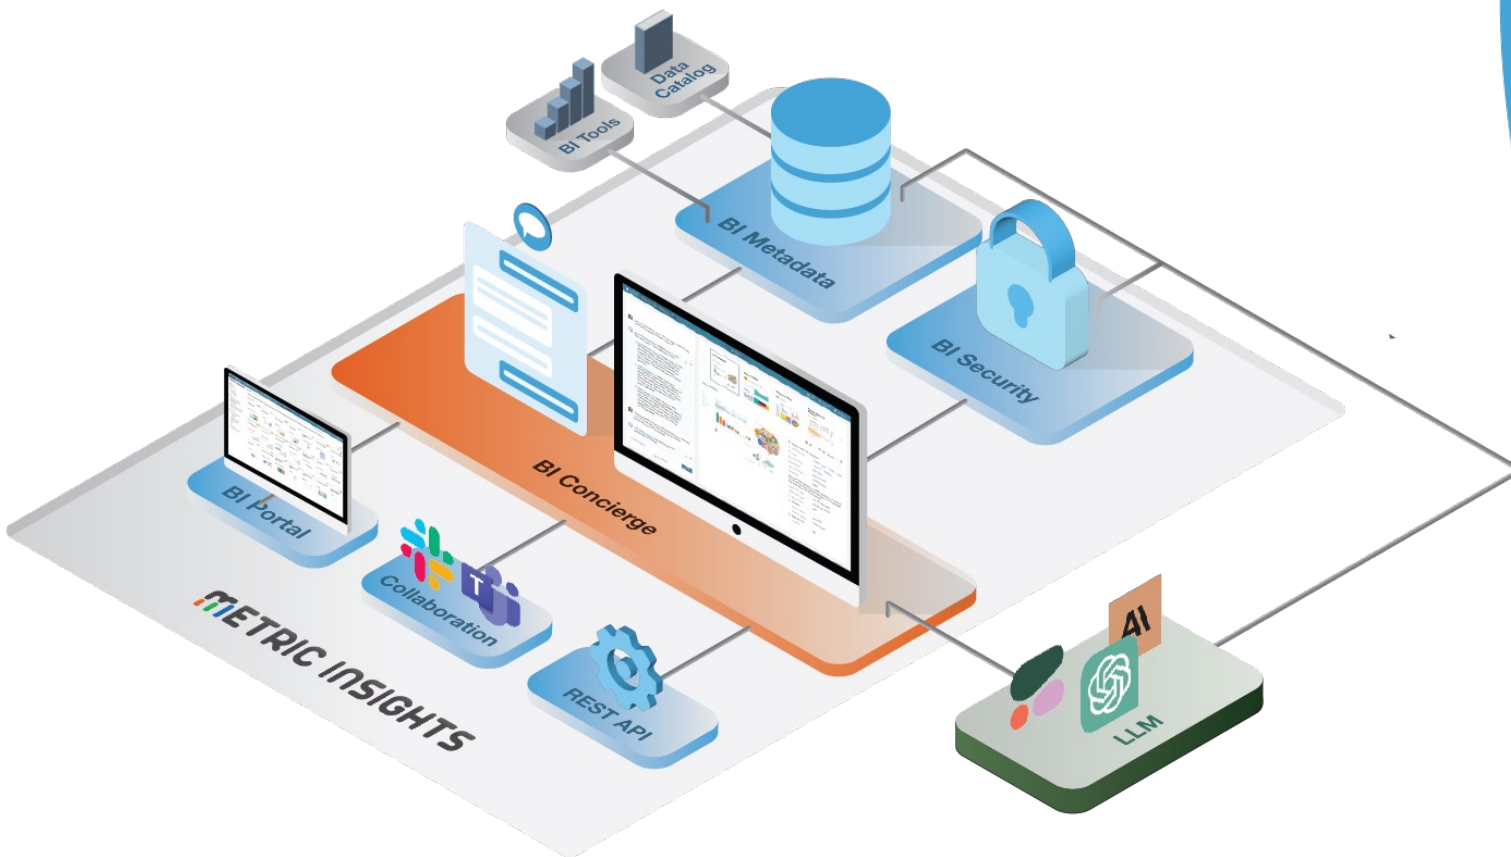 Data
Catalog
BI Tools
BI Metadata
BI Security
BI Concierge
BI Portal
Collaboration
T
REST API
METRIC INSIGHTS
AI
LLM